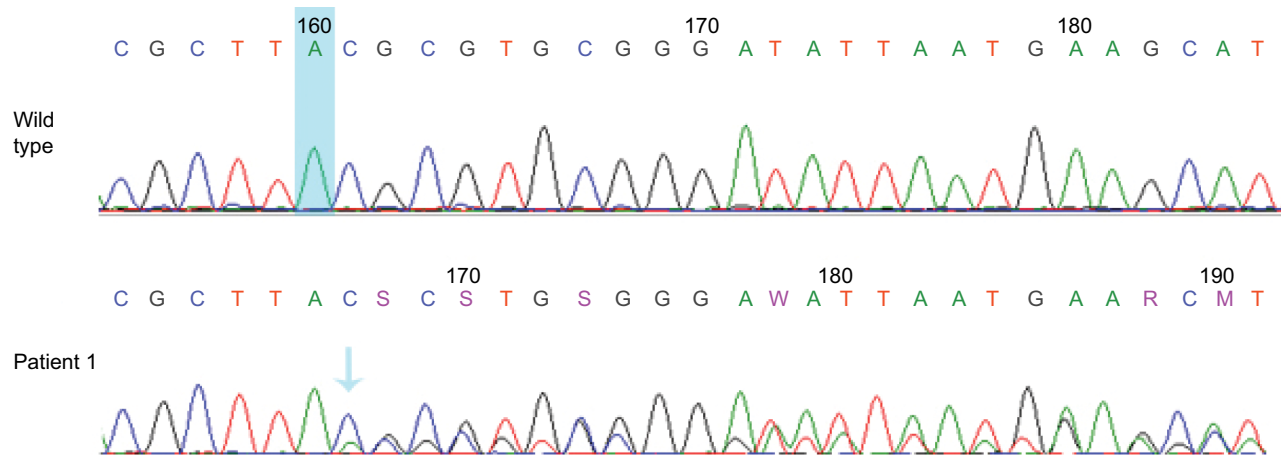 160 170 180
C G C T T A C G C G T G C G G G A T A T T A A T G A A G C A T
Wild
type
170 180 190
C G C T T A C S C S T G S G G G A W A T T A A T G A A R C M T
Patient 1